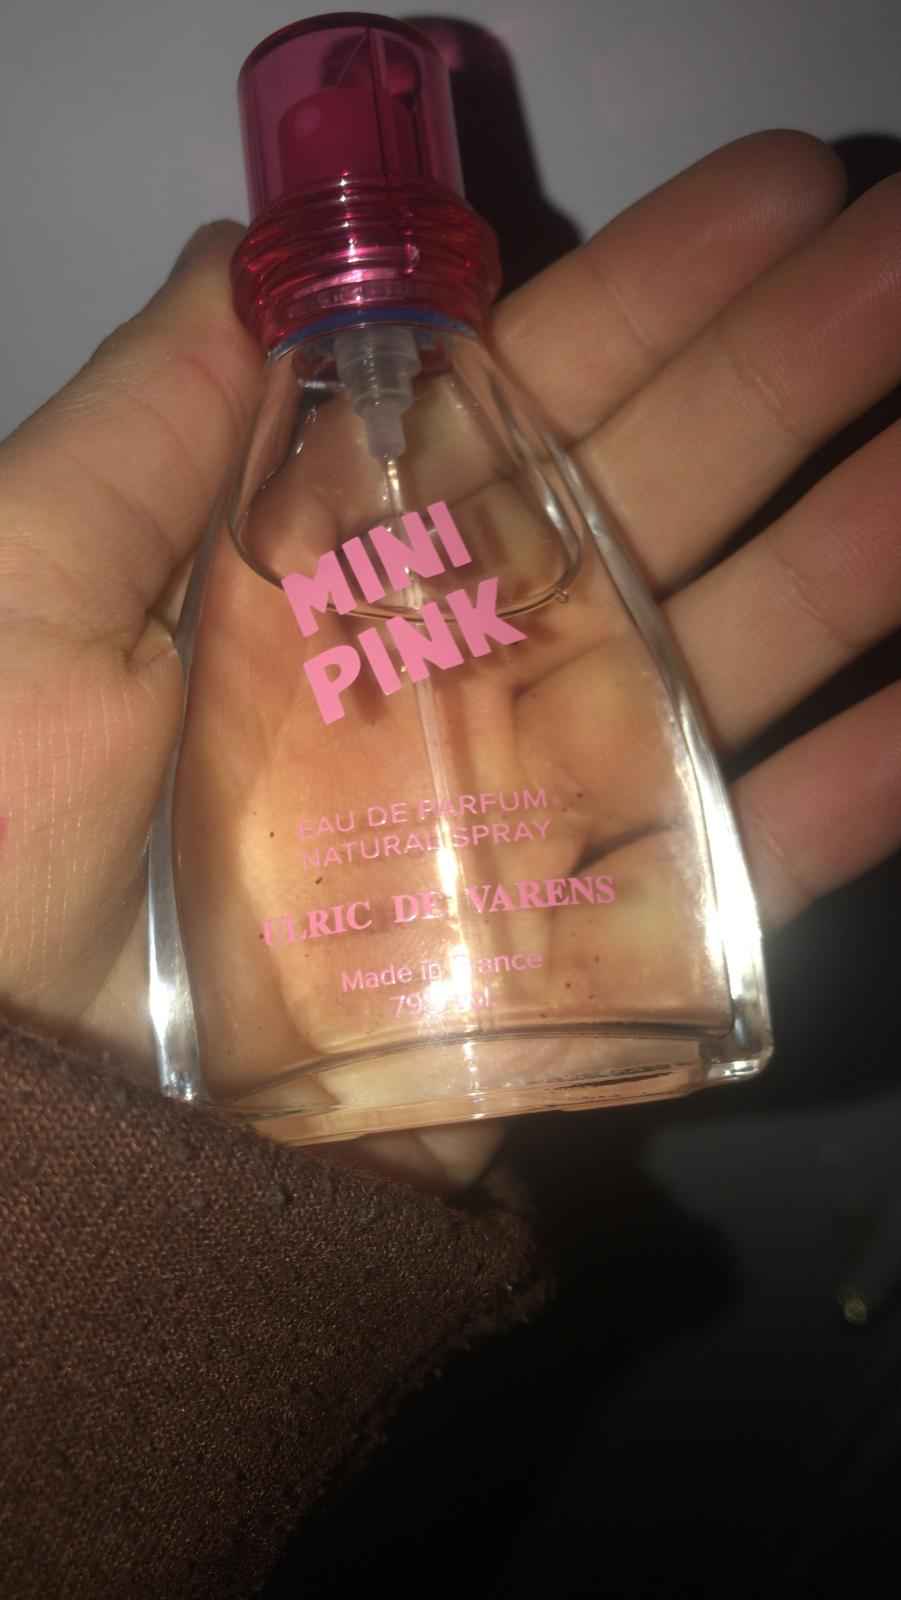 MINI
PINK
EAU DE PARFUM
NATURAL SPRAY
ULRIC DE VARENS
Made in France